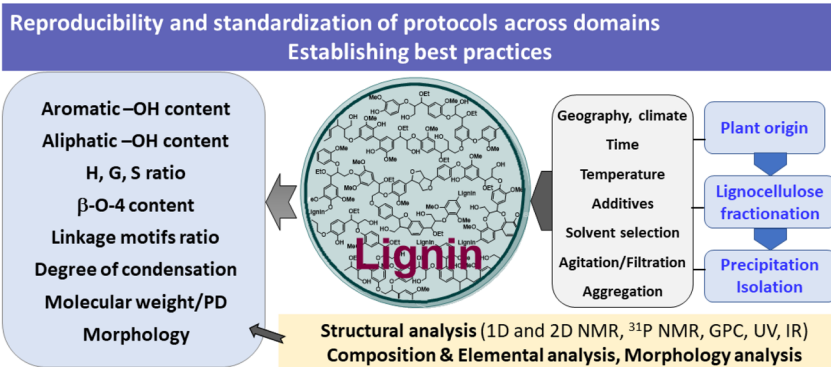 Reproducibility and standardization of protocols across domains
Establishing best practices
Aromatic –OH content
Aliphatic –OH content
H, G, S ratio
β-O-4 content
Linkage motifs ratio
Degree of condensation
Molecular weight/PD
Morphology
Lignin
Geography, climate
Time
Temperature
Additives
Solvent selection
Agitation/Filtration
Aggregation
Plant origin
Lignocellulose
fractionation
Precipitation
Isolation
Structural analysis (1D and 2D NMR, ³¹P NMR, GPC, UV, IR)
Composition & Elemental analysis, Morphology analysis